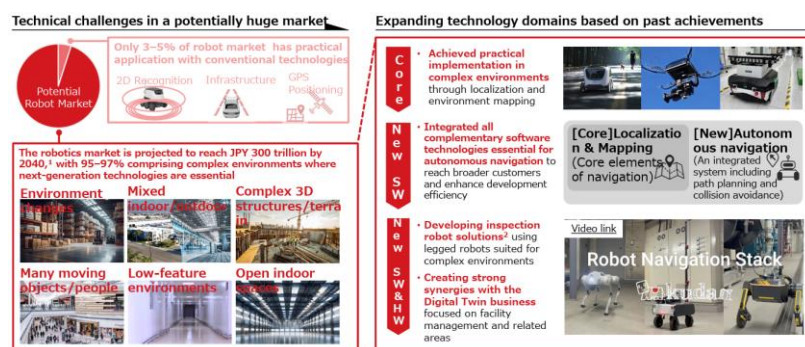 Technical challenges in a potentially huge market
Only 3–5% of robot market has practical
application with conventional technologies
2D Recognition
Infrastructure
GPS
Positioning
Potential
Robot Market
The robotics market is projected to reach JPY 300 trillion by
2040,¹ with 95–97% comprising complex environments where
next-generation technologies are essential
Environment
changes
Mixed
indoor/outdoor
Complex 3D
structures/terra
in
Many moving
objects/people
Low-feature
environments
Open indoor
spaces
Expanding technology domains based on past achievements
Core
• Achieved practical
implementation in
complex environments
through localization and
environment mapping
New SW
• Integrated all
complementary software
technologies essential for
autonomous navigation to
reach broader customers
and enhance development
efficiency
[Core]Localizatio
n & Mapping
(Core elements
of navigation)
[New]Autonom
ous navigation
(An integrated
system including
path planning and
collision avoidance)
New SW&HW
• Developing inspection
robot solutions² using
legged robots suited for
complex environments
• Creating strong
synergies with the
Digital Twin business
focused on facility
management and related
areas
Video link
Robot Navigation Stack
kudan